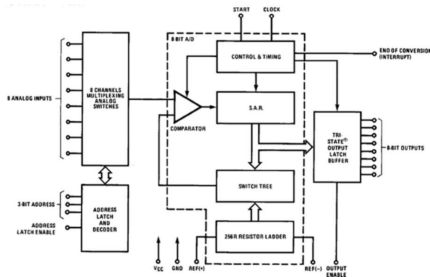 START
CLOCK
8-BIT A/D
CONTROL & TIMING
END OF CONVERSION
(INTERRUPT)
8 CHANNELS
MULTIPLEXING
ANALOG
SWITCHES
8 ANALOG INPUTS
S.A.R.
COMPARATOR
TRI-
STATE®
OUTPUT
LATCH
BUFFER
8-BIT OUTPUTS
SWITCH TREE
3-BIT ADDRESS
ADDRESS
LATCH
AND
DECODER
ADDRESS
LATCH ENABLE
256R REGISTOR LADDER
VCC
GND
REF(+)
REF(−)
OUTPUT
ENABLE